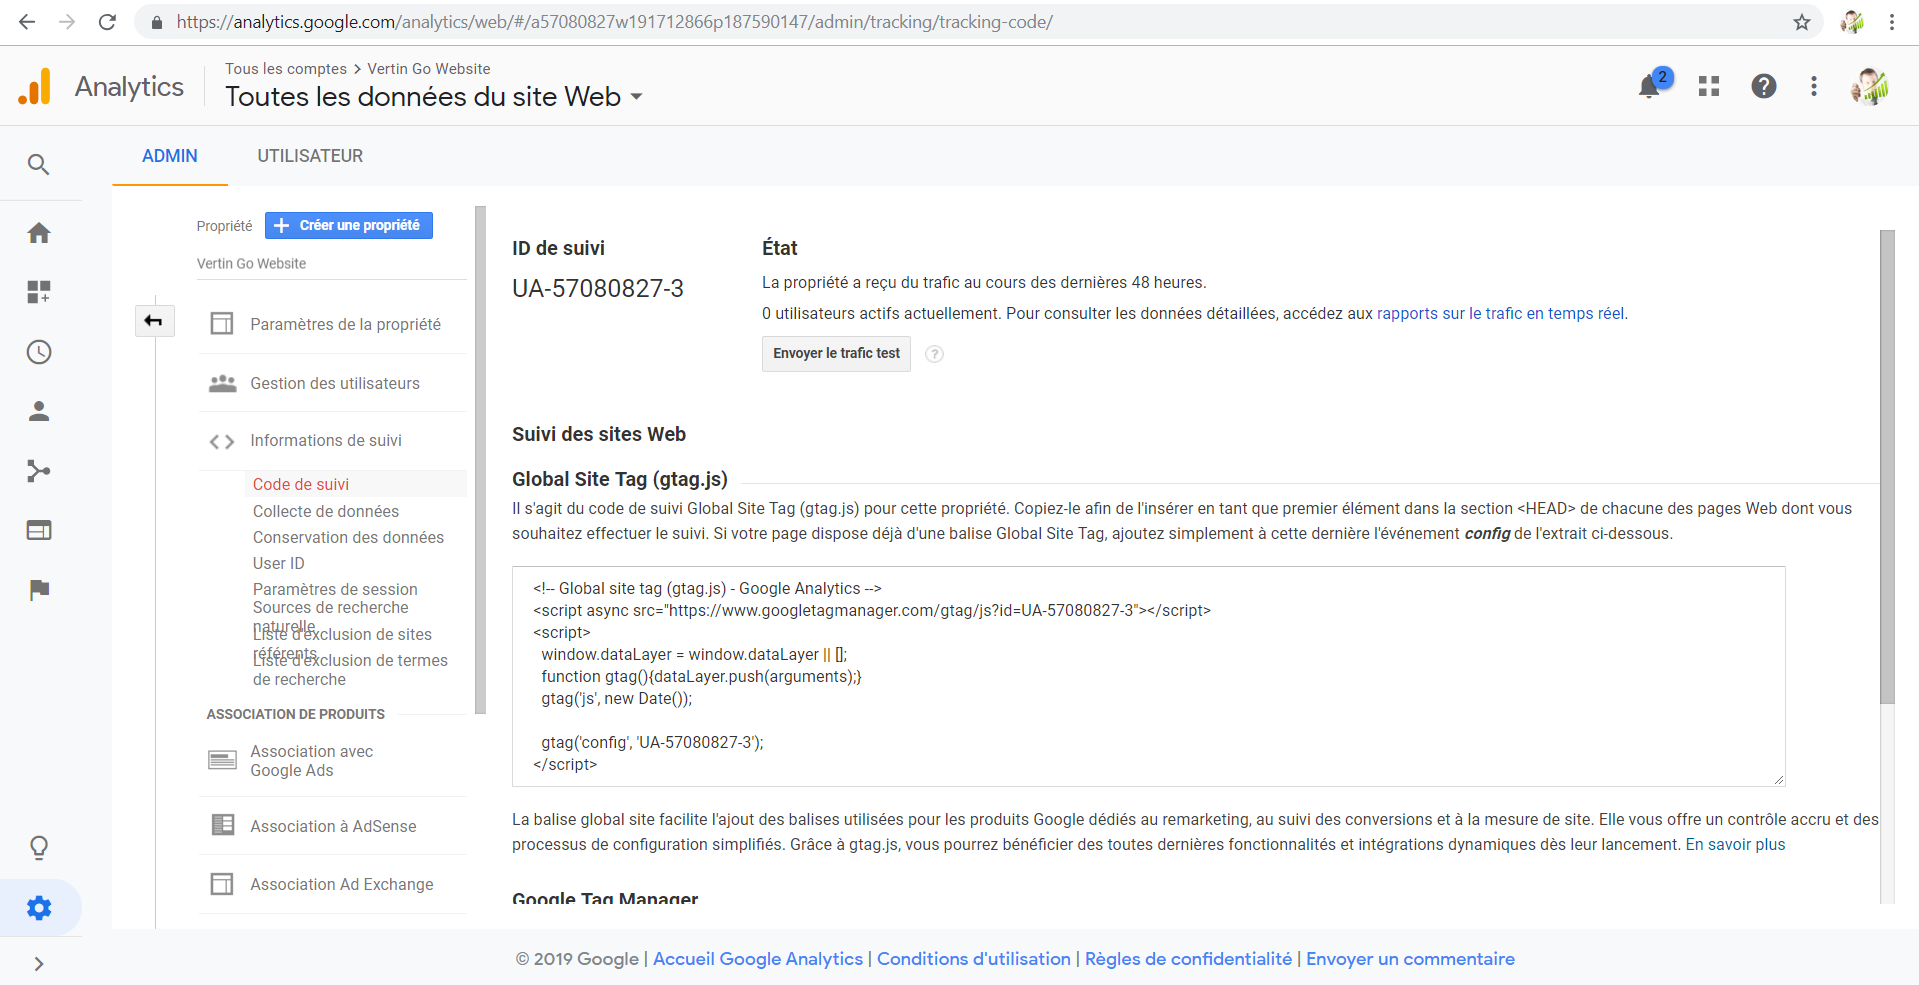 https://analytics.google.com/analytics/web/#/a57080827w191712866p187590147/admin/tracking/tracking-code/
Analytics
Tous les comptes > Vertin Go Website
Toutes les données du site Web
2
ADMIN
UTILISATEUR
Propriété
Créer une propriété
Vertin Go Website
Paramètres de la propriété
Gestion des utilisateurs
Informations de suivi
Code de suivi
Collecte de données
Conservation des données
User ID
Paramètres de session
Sources de recherche
naturelle
Liste d'exclusion de sites
référents
Liste d'exclusion de termes
de recherche
ASSOCIATION DE PRODUITS
Association avec
Google Ads
Association à AdSense
Association Ad Exchange
ID de suivi
UA-57080827-3
État
La propriété a reçu du trafic au cours des dernières 48 heures.
0 utilisateurs actifs actuellement. Pour consulter les données détaillées, accédez aux rapports sur le trafic en temps réel.
Envoyer le trafic test
?
Suivi des sites Web
Global Site Tag (gtag.js)
Il s'agit du code de suivi Global Site Tag (gtag.js) pour cette propriété. Copiez-le afin de l'insérer en tant que premier élément dans la section <HEAD> de chacune des pages Web dont vous
souhaitez effectuer le suivi. Si votre page dispose déjà d'une balise Global Site Tag, ajoutez simplement à cette dernière l'événement config de l'extrait ci-dessous.
<!-- Global site tag (gtag.js) - Google Analytics -->
<script async src="https://www.googletagmanager.com/gtag/js?id=UA-57080827-3"></script>
<script>
window.dataLayer = window.dataLayer || [];
function gtag(){dataLayer.push(arguments);}
gtag('js', new Date());
gtag('config', 'UA-57080827-3');
</script>
La balise global site facilite l'ajout des balises utilisées pour les produits Google dédiés au remarketing, au suivi des conversions et à la mesure de site. Elle vous offre un contrôle accru et des
processus de configuration simplifiés. Grâce à gtag.js, vous pourrez bénéficier des toutes dernières fonctionnalités et intégrations dynamiques dès leur lancement. En savoir plus
Google Tag Manager
© 2019 Google | Accueil Google Analytics | Conditions d'utilisation | Règles de confidentialité | Envoyer un commentaire